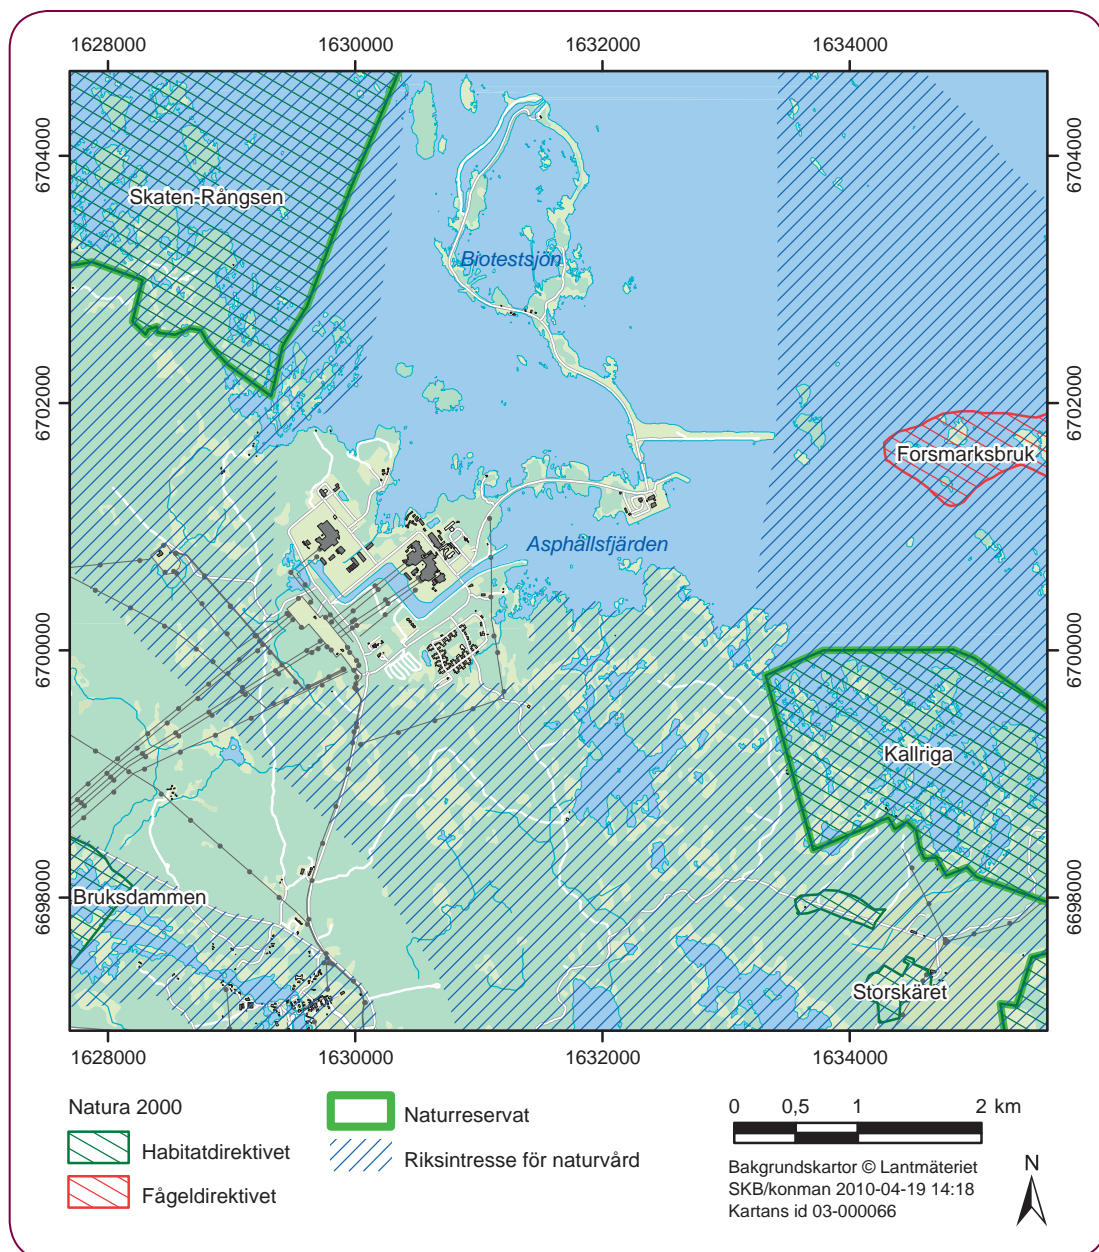 1628000 1630000 1632000 1634000
6704000 6704000
Skaten-Rångsen
Biotestsjön
6702000 6702000
Forsmarksbruk
Asphällsfjärden
6700000 6700000
Kallriga
6698000 6698000
Bruksdammen
Storskäret
1628000 1630000 1632000 1634000
Natura 2000
Habitatdirektivet
Fågeldirektivet
Naturreservat
Riksintresse för naturvård
0 0,5 1 2 km
Bakgrundskartor © Lantmäteriet
SKB/konman 2010-04-19 14:18
Kartans id 03-000066
N